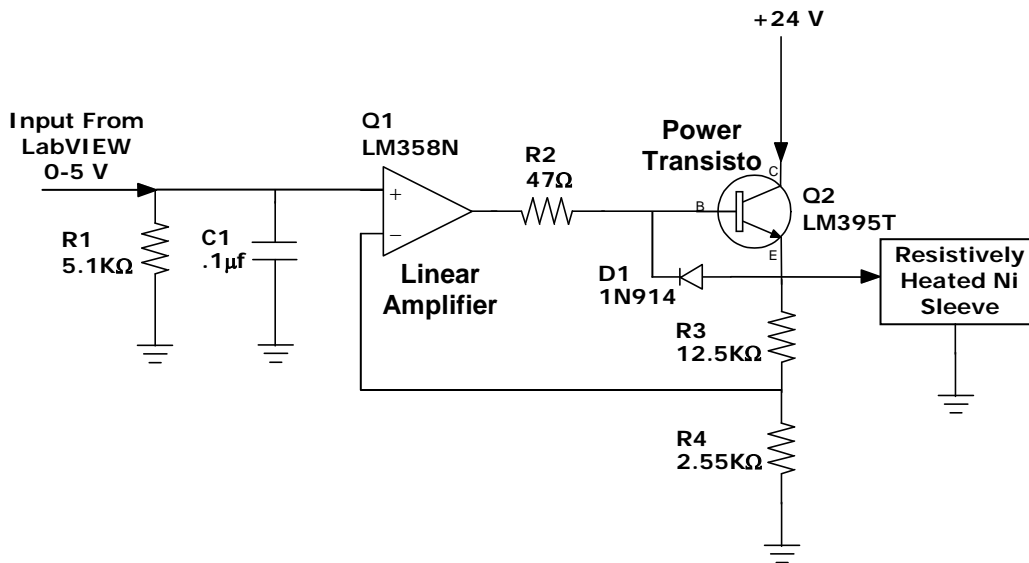 +24 V
Input From
LabVIEW
0-5 V
Q1
LM358N
R2
47Ω
Power
Transisto
C
B
E
Q2
LM395T
R1
5.1KΩ
C1
.1µf
+
−
Linear
Amplifier
D1
1N914
Resistively
Heated Ni
Sleeve
R3
12.5KΩ
R4
2.55KΩ